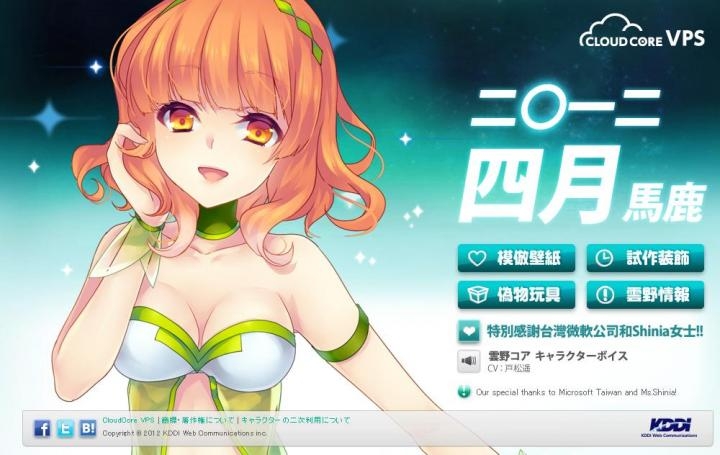 CLOUD CORE VPS
二〇一二
四月馬鹿
模倣壁紙
試作装飾
偽物玩具
雲野情報
特別感謝台灣微軟公司和Shinia女士!!
雲野コア キャラクターボイス
CV : 戸松遥
Our special thanks to Microsoft Taiwan and Ms.Shinia!
CloudCore VPS | 商標・著作権について | キャラクターの二次利用について
Copyright © 2012 KDDI Web Communications inc.
f
t
B!
KDDI
KDDI Web Communications